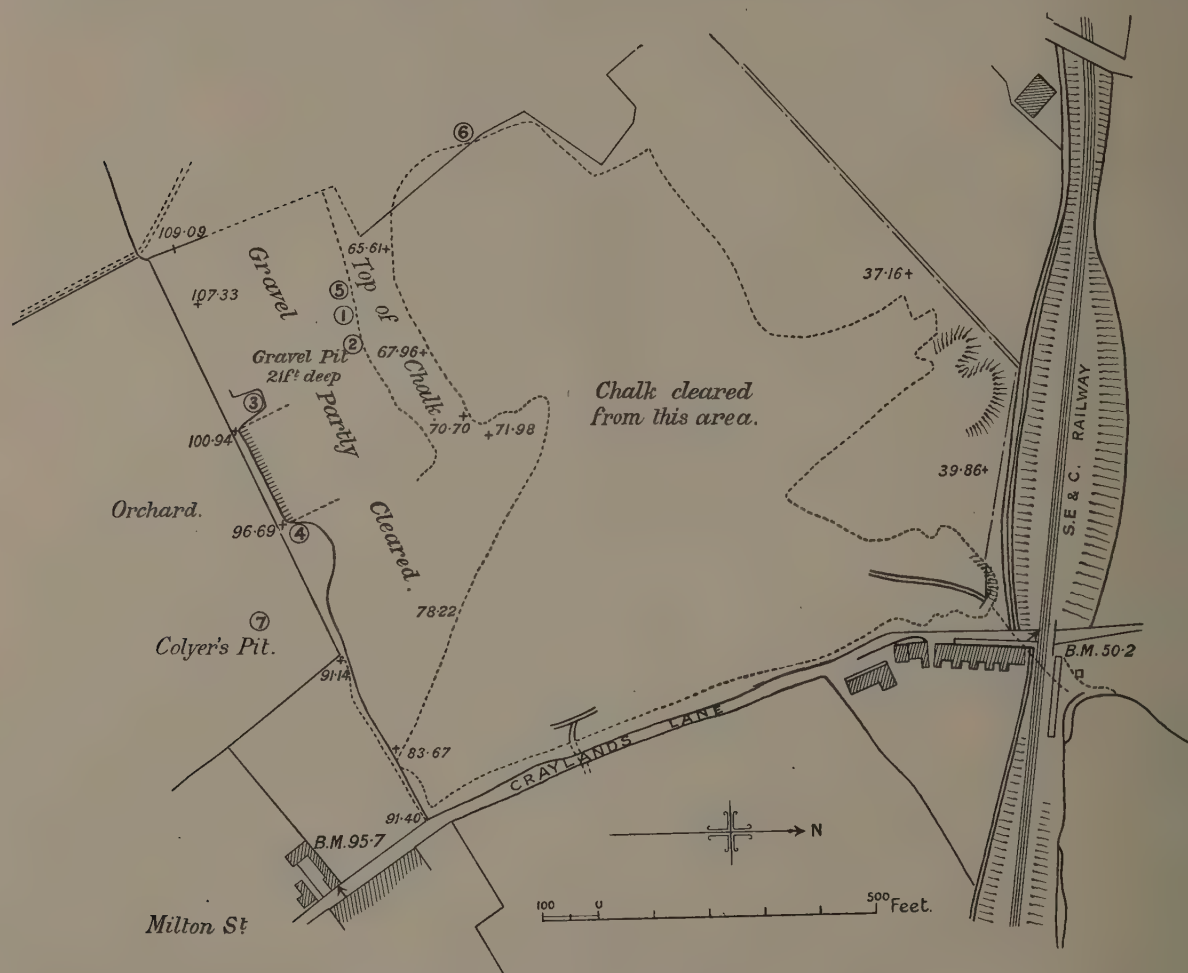 ⑥
109·09
65·61
Gravel
Top of
Chalk.
107·33
⑤
①
②
37·16
67·96
Gravel Pit
21ft deep
Partly
Chalk cleared
from this area.
③
70·70
71·98
100·94
39·86
S.E & C. RAILWAY
Orchard.
96·69
④
Cleared.
78·22
⑦
Colyer's Pit.
91·14
B.M. 50·2
83·67
CRAYLANDS LANE
91·40
B.M. 95·7
N
100
0
500 Feet.
Milton St.